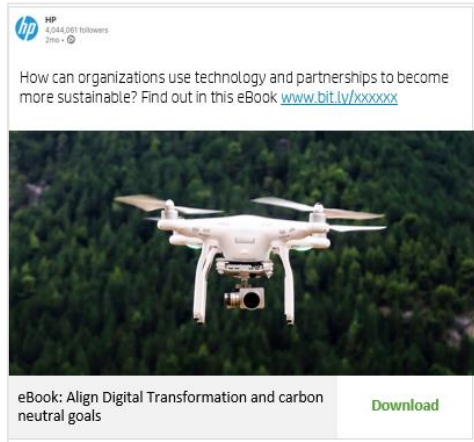 hp
HP
4,044,061 followers
2mo •
How can organizations use technology and partnerships to become
more sustainable? Find out in this eBook www.bit.ly/xxxxxx
eBook: Align Digital Transformation and carbon
neutral goals
Download